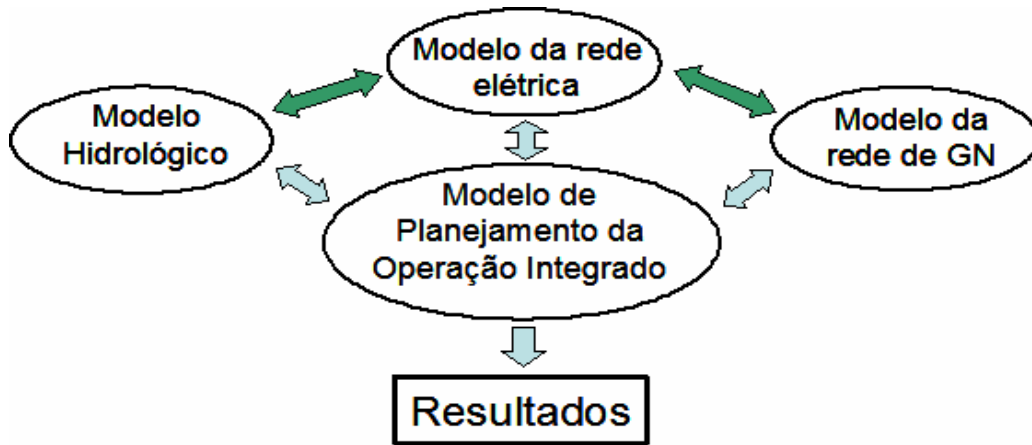 Modelo da rede
elétrica
Modelo
Hidrológico
Modelo da
rede de GN
Modelo de
Planejamento da
Operação Integrado
Resultados